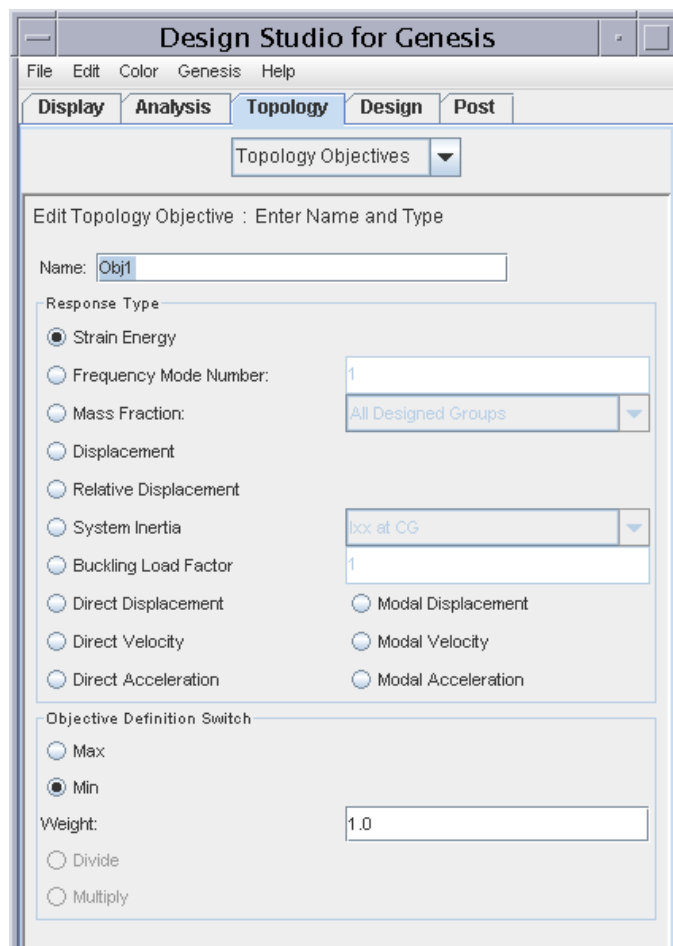 Design Studio for Genesis
File Edit Color Genesis Help
Display Analysis Topology Design Post
Topology Objectives
Edit Topology Objective : Enter Name and Type
Name: Obj1
Response Type
Strain Energy
Frequency Mode Number: 1
Mass Fraction: All Designed Groups
Displacement
Relative Displacement
System Inertia Ixx at CG
Buckling Load Factor 1
Direct Displacement Modal Displacement
Direct Velocity Modal Velocity
Direct Acceleration Modal Acceleration
Objective Definition Switch
Max
Min
Weight: 1.0
Divide
Multiply